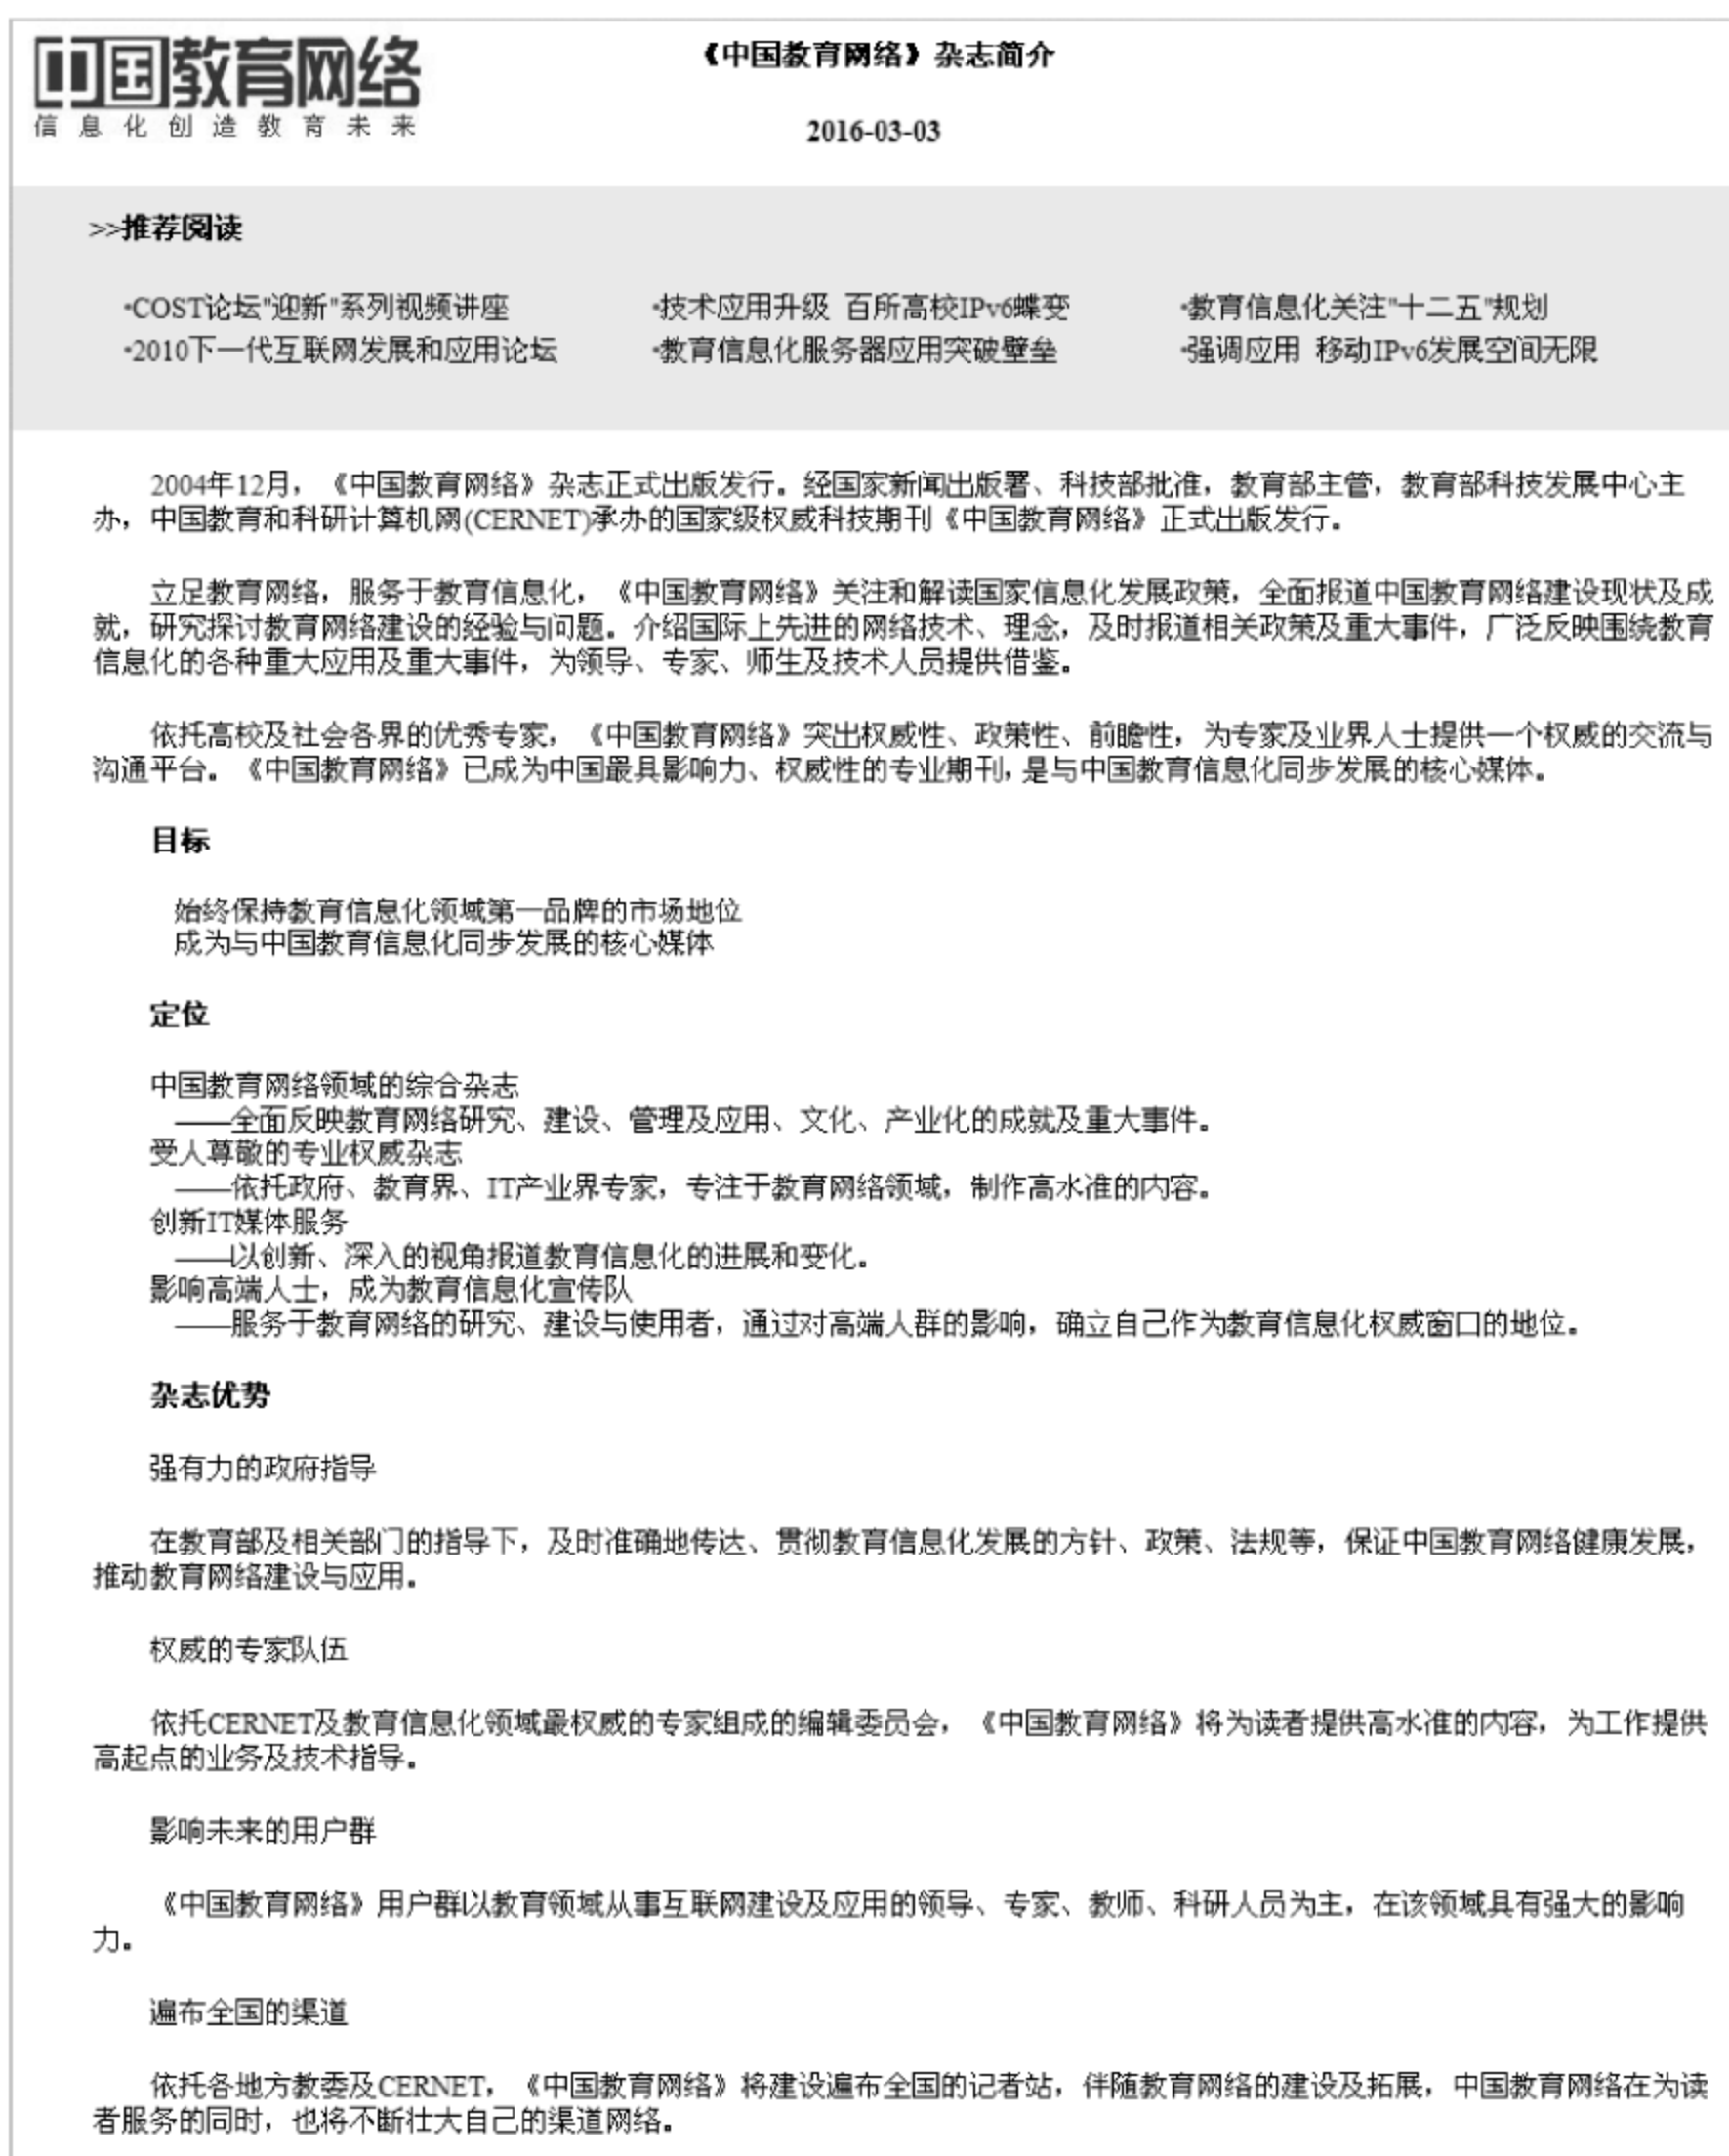 中国教育网络
信息化创造教育未来
《中国教育网络》杂志简介
2016-03-03
>>推荐阅读
·COST论坛"迎新"系列视频讲座 ·技术应用升级 百所高校IPv6蝶变 ·教育信息化关注"十二五"规划
·2010下一代互联网发展和应用论坛 ·教育信息化服务器应用突破壁垒 ·强调应用 移动IPv6发展空间无限
2004年12月，《中国教育网络》杂志正式出版发行。经国家新闻出版署、科技部批准，教育部主管，教育部科技发展中心主
办，中国教育和科研计算机网(CERNET)承办的国家级权威科技期刊《中国教育网络》正式出版发行。
立足教育网络，服务于教育信息化，《中国教育网络》关注和解读国家信息化发展政策，全面报道中国教育网络建设现状及成
就，研究探讨教育网络建设的经验与问题。介绍国际上先进的网络技术、理念，及时报道相关政策及重大事件，广泛反映围绕教育
信息化的各种重大应用及重大事件，为领导、专家、师生及技术人员提供借鉴。
依托高校及社会各界的优秀专家，《中国教育网络》突出权威性、政策性、前瞻性，为专家及业界人士提供一个权威的交流与
沟通平台。《中国教育网络》已成为中国最具影响力、权威性的专业期刊,是与中国教育信息化同步发展的核心媒体。
目标
始终保持教育信息化领域第一品牌的市场地位
成为与中国教育信息化同步发展的核心媒体
定位
中国教育网络领域的综合杂志
——全面反映教育网络研究、建设、管理及应用、文化、产业化的成就及重大事件。
受人尊敬的专业权威杂志
——依托政府、教育界、IT产业界专家，专注于教育网络领域，制作高水准的内容。
创新IT媒体服务
——以创新、深入的视角报道教育信息化的进展和变化。
影响高端人士，成为教育信息化宣传队
——服务于教育网络的研究、建设与使用者，通过对高端人群的影响，确立自己作为教育信息化权威窗口的地位。
杂志优势
强有力的政府指导
在教育部及相关部门的指导下，及时准确地传达、贯彻教育信息化发展的方针、政策、法规等，保证中国教育网络健康发展，
推动教育网络建设与应用。
权威的专家队伍
依托CERNET及教育信息化领域最权威的专家组成的编辑委员会，《中国教育网络》将为读者提供高水准的内容，为工作提供
高起点的业务及技术指导。
影响未来的用户群
《中国教育网络》用户群以教育领域从事互联网建设及应用的领导、专家、教师、科研人员为主，在该领域具有强大的影响
力。
遍布全国的渠道
依托各地方教委及CERNET，《中国教育网络》将建设遍布全国的记者站，伴随教育网络的建设及拓展，中国教育网络在为读
者服务的同时，也将不断壮大自己的渠道网络。